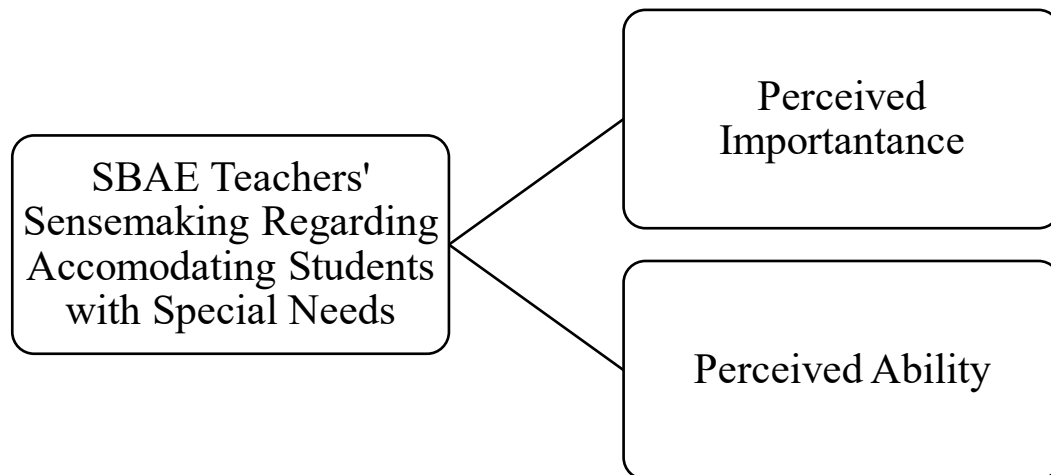 SBAE Teachers'
Sensemaking Regarding
Accomodating Students
with Special Needs
Perceived
Importantance
Perceived Ability